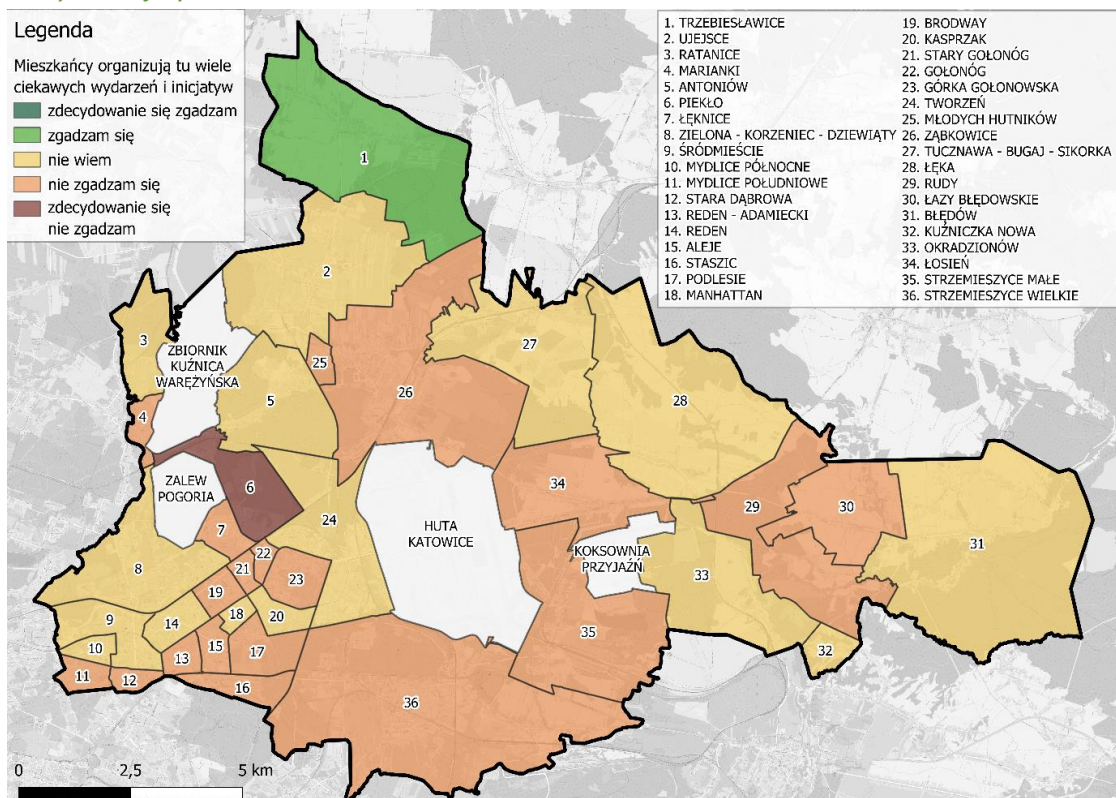 Legenda
Mieszkańcy organizują tu wiele
ciekawych wydarzeń i inicjatyw
zdecydowanie się zgadzam
zgadzam się
nie wiem
nie zgadzam się
zdecydowanie się
nie zgadzam
1. TRZEBIESŁAWICE
2. UJEJSCE
3. RATANICE
4. MARIANKI
5. ANTONIÓW
6. PIEKŁO
7. ŁĘKNICE
8. ZIELONA - KORZENIEC - DZIEWIĄTY
9. ŚRÓDMIEŚCIE
10. MYDLICE PÓŁNOCNE
11. MYDLICE POŁUDNIOWE
12. STARA DĄBROWA
13. REDEN - ADAMIECKI
14. REDEN
15. ALEJE
16. STASZIC
17. PODLESIE
18. MANHATTAN
19. BRODWAY
20. KASPRZAK
21. STARY GOŁONÓG
22. GOŁONÓG
23. GÓRKA GOŁONOWSKA
24. TWORZEŃ
25. MŁODYCH HUTNIKÓW
26. ZĄBKOWICE
27. TUCZNAWA - BUGAJ - SIKORKA
28. ŁĘKA
29. RUDY
30. ŁAZY BŁĘDOWSKIE
31. BŁĘDÓW
32. KUŹNICZKA NOWA
33. OKRADZIONÓW
34. ŁOSIEŃ
35. STRZEMIESZYCE MAŁE
36. STRZEMIESZYCE WIELKIE
1
2
3
ZBIORNIK
KUŹNICA
WARĘŻYŃSKA
27
25
5
26
28
4
ZALEW
POGORIA
6
34
29
30
24
7
HUTA
KATOWICE
KOKSOWNIA
PRZYJAŹŃ
31
22
21
8
23
33
19
18
20
9
14
35
10
15
17
13
32
11
12
16
36
0
2,5
5 km